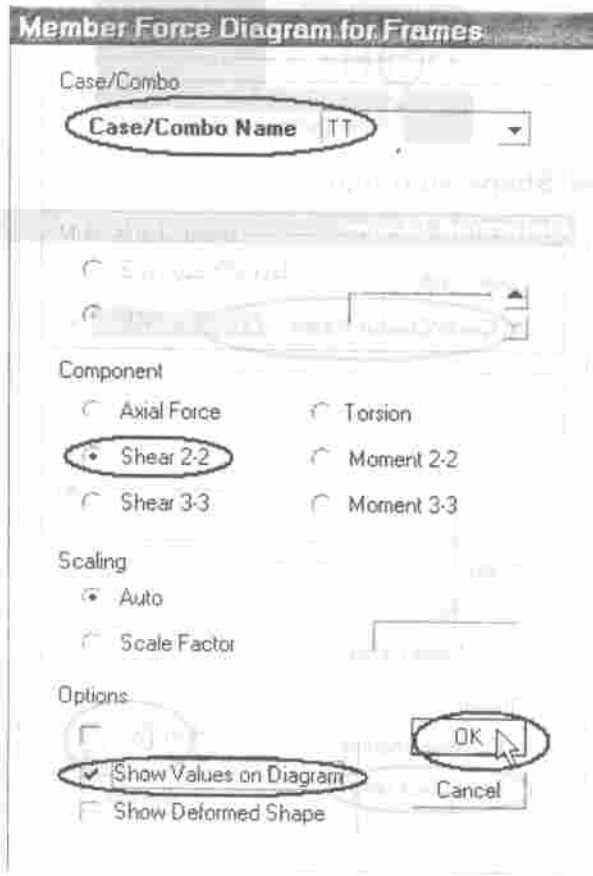 Member Force Diagram for Frames
Case/Combo
Case/Combo Name TT
Component
Axial Force
Torsion
Shear 2-2
Moment 2-2
Shear 3-3
Moment 3-3
Scaling
Auto
Scale Factor
Options
OK
Show Values on Diagram
Cancel
Show Deformed Shape